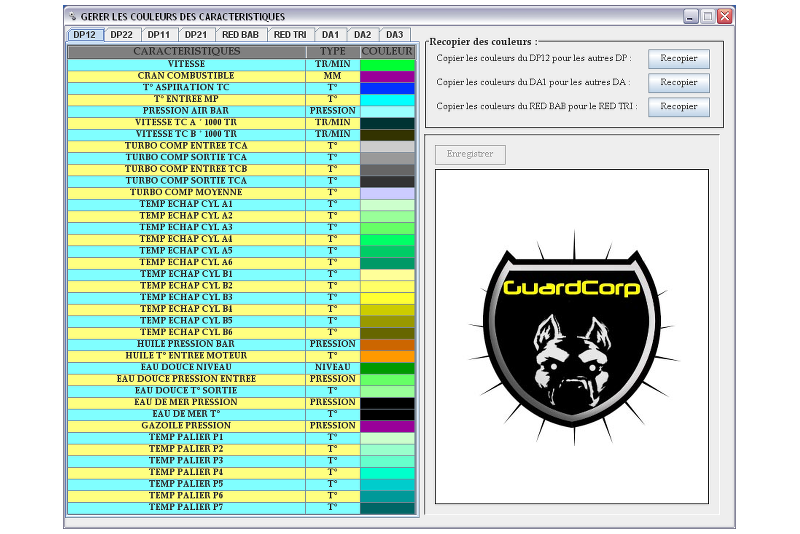 GERER LES COULEURS DES CARACTERISTIQUES
DP12 DP22 DP11 DP21 RED BAB RED TRI DA1 DA2 DA3
CARACTERISTIQUES TYPE COULEUR
VITESSE TR/MIN
CRAN COMBUSTIBLE MM
T° ASPIRATION TC T°
T° ENTREE MP T°
PRESSION AIR BAR PRESSION
VITESSE TC A ´ 1000 TR TR/MIN
VITESSE TC B ´ 1000 TR TR/MIN
TURBO COMP ENTREE TCA T°
TURBO COMP SORTIE TCA T°
TURBO COMP ENTREE TCB T°
TURBO COMP SORTIE TCA T°
TURBO COMP MOYENNE T°
TEMP ECHAP CYL A1 T°
TEMP ECHAP CYL A2 T°
TEMP ECHAP CYL A3 T°
TEMP ECHAP CYL A4 T°
TEMP ECHAP CYL A5 T°
TEMP ECHAP CYL A6 T°
TEMP ECHAP CYL B1 T°
TEMP ECHAP CYL B2 T°
TEMP ECHAP CYL B3 T°
TEMP ECHAP CYL B4 T°
TEMP ECHAP CYL B5 T°
TEMP ECHAP CYL B6 T°
HUILE PRESSION BAR PRESSION
HUILE T° ENTREE MOTEUR T°
EAU DOUCE NIVEAU NIVEAU
EAU DOUCE PRESSION ENTREE PRESSION
EAU DOUCE T° SORTIE T°
EAU DE MER PRESSION PRESSION
EAU DE MER T° T°
GAZOILE PRESSION PRESSION
TEMP PALIER P1 T°
TEMP PALIER P2 T°
TEMP PALIER P3 T°
TEMP PALIER P4 T°
TEMP PALIER P5 T°
TEMP PALIER P6 T°
TEMP PALIER P7 T°
Recopier des couleurs :
Copier les couleurs du DP12 pour les autres DP : Recopier
Copier les couleurs du DA1 pour les autres DA : Recopier
Copier les couleurs du RED BAB pour le RED TRI : Recopier
Enregistrer
GuardCorp